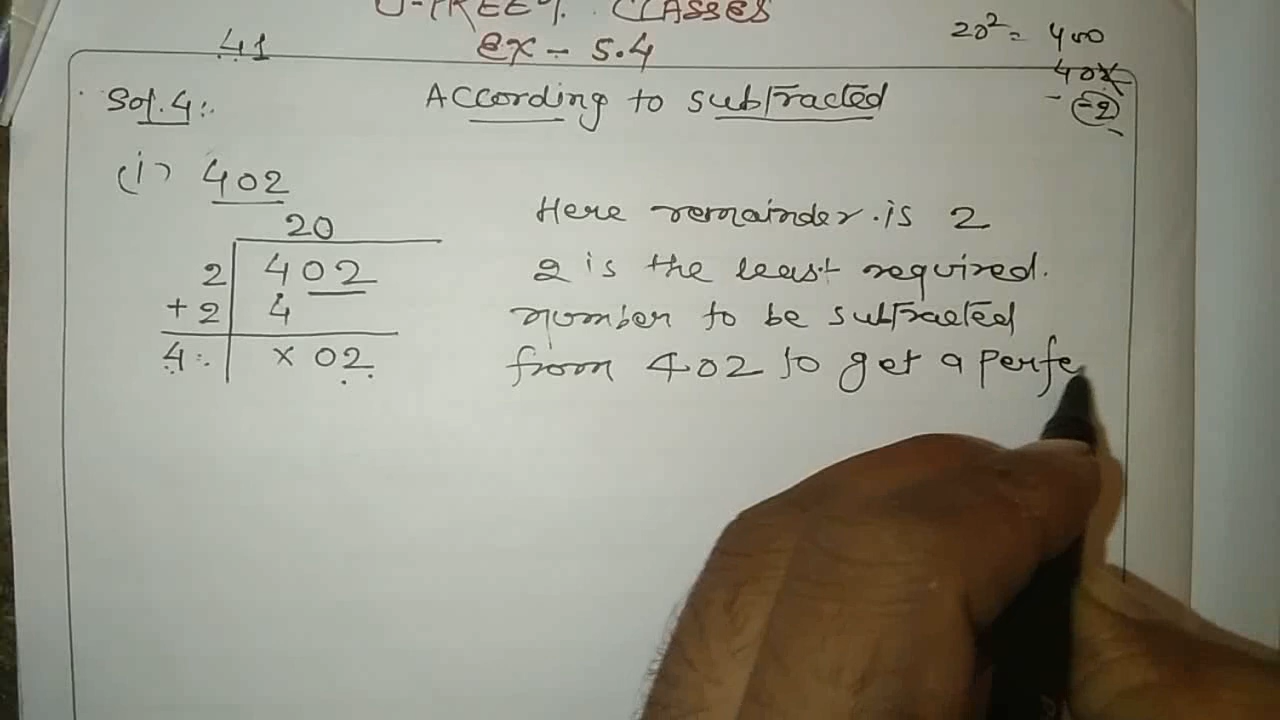 FREE CLASSES
41
ex - 5.4
20² = 400
402
-2
Sol.4:.
According to subtracted
(i) 402
20
2 402
+2 4
4: × 02
Here remainder.is 2
2 is the least required.
number to be subtracted
from 402 to get a perfe